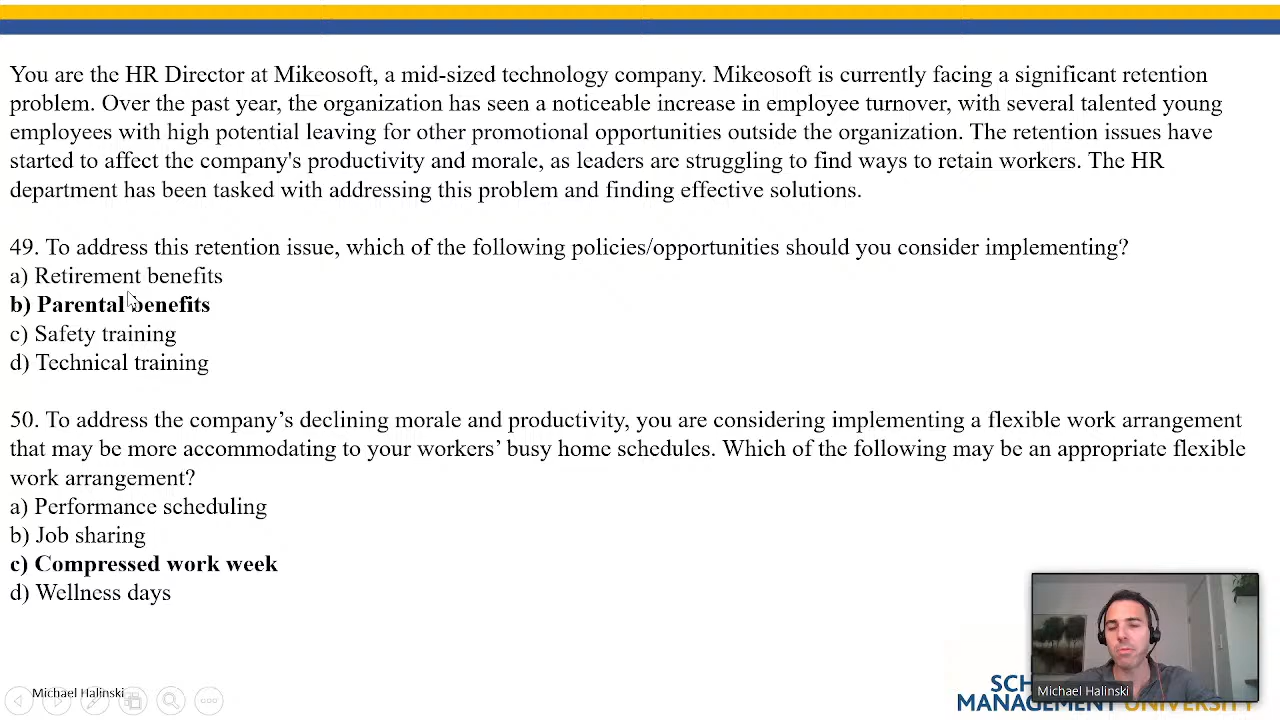 You are the HR Director at Mikeosoft, a mid-sized technology company. Mikeosoft is currently facing a significant retention
problem. Over the past year, the organization has seen a noticeable increase in employee turnover, with several talented young
employees with high potential leaving for other promotional opportunities outside the organization. The retention issues have
started to affect the company's productivity and morale, as leaders are struggling to find ways to retain workers. The HR
department has been tasked with addressing this problem and finding effective solutions.
49. To address this retention issue, which of the following policies/opportunities should you consider implementing?
a) Retirement benefits
b) Parental benefits
c) Safety training
d) Technical training
50. To address the company’s declining morale and productivity, you are considering implementing a flexible work arrangement
that may be more accommodating to your workers’ busy home schedules. Which of the following may be an appropriate flexible
work arrangement?
a) Performance scheduling
b) Job sharing
c) Compressed work week
d) Wellness days
Michael Halinski
SCH
MANAGEMENT UNIVERSITY
Michael Halinski